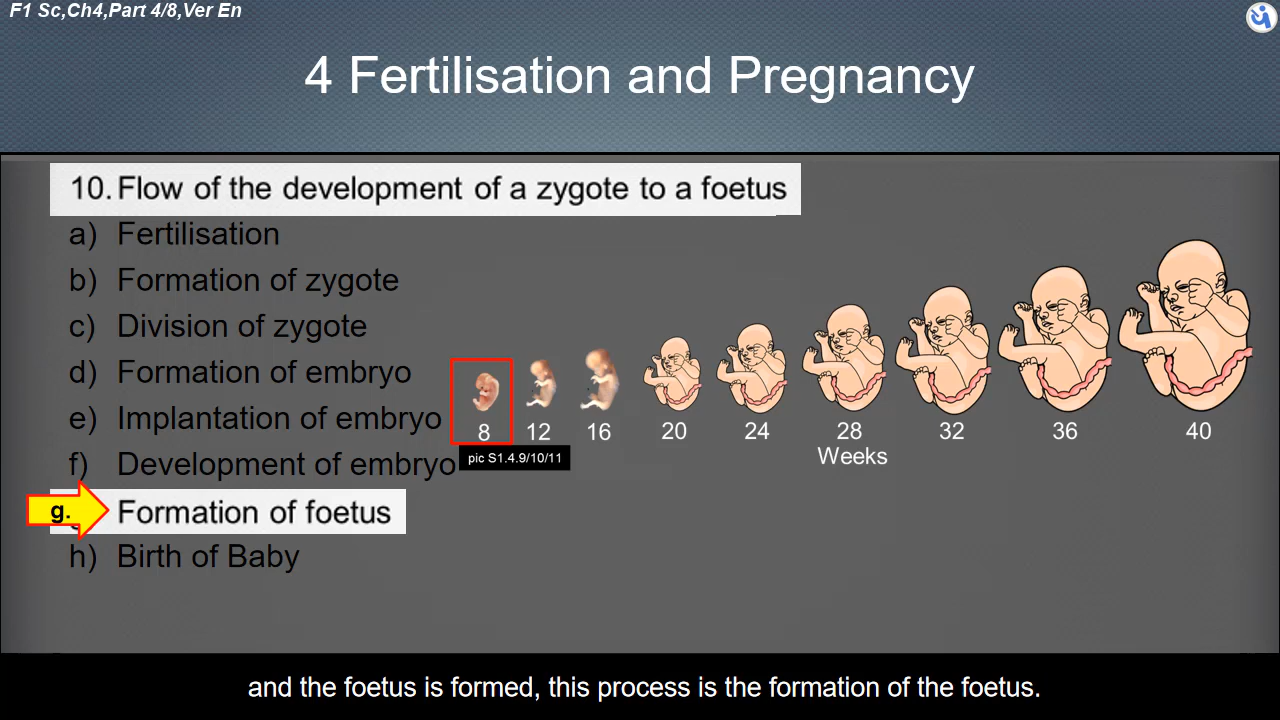 F1 Sc,Ch4,Part 4/8,Ver En
4 Fertilisation and Pregnancy
10. Flow of the development of a zygote to a foetus
a) Fertilisation
b) Formation of zygote
c) Division of zygote
d) Formation of embryo
e) Implantation of embryo
f) Development of embryo
g. Formation of foetus
h) Birth of Baby
8 12 16 20 24 28 32 36 40
Weeks
pic S1.4.9/10/11
and the foetus is formed, this process is the formation of the foetus.